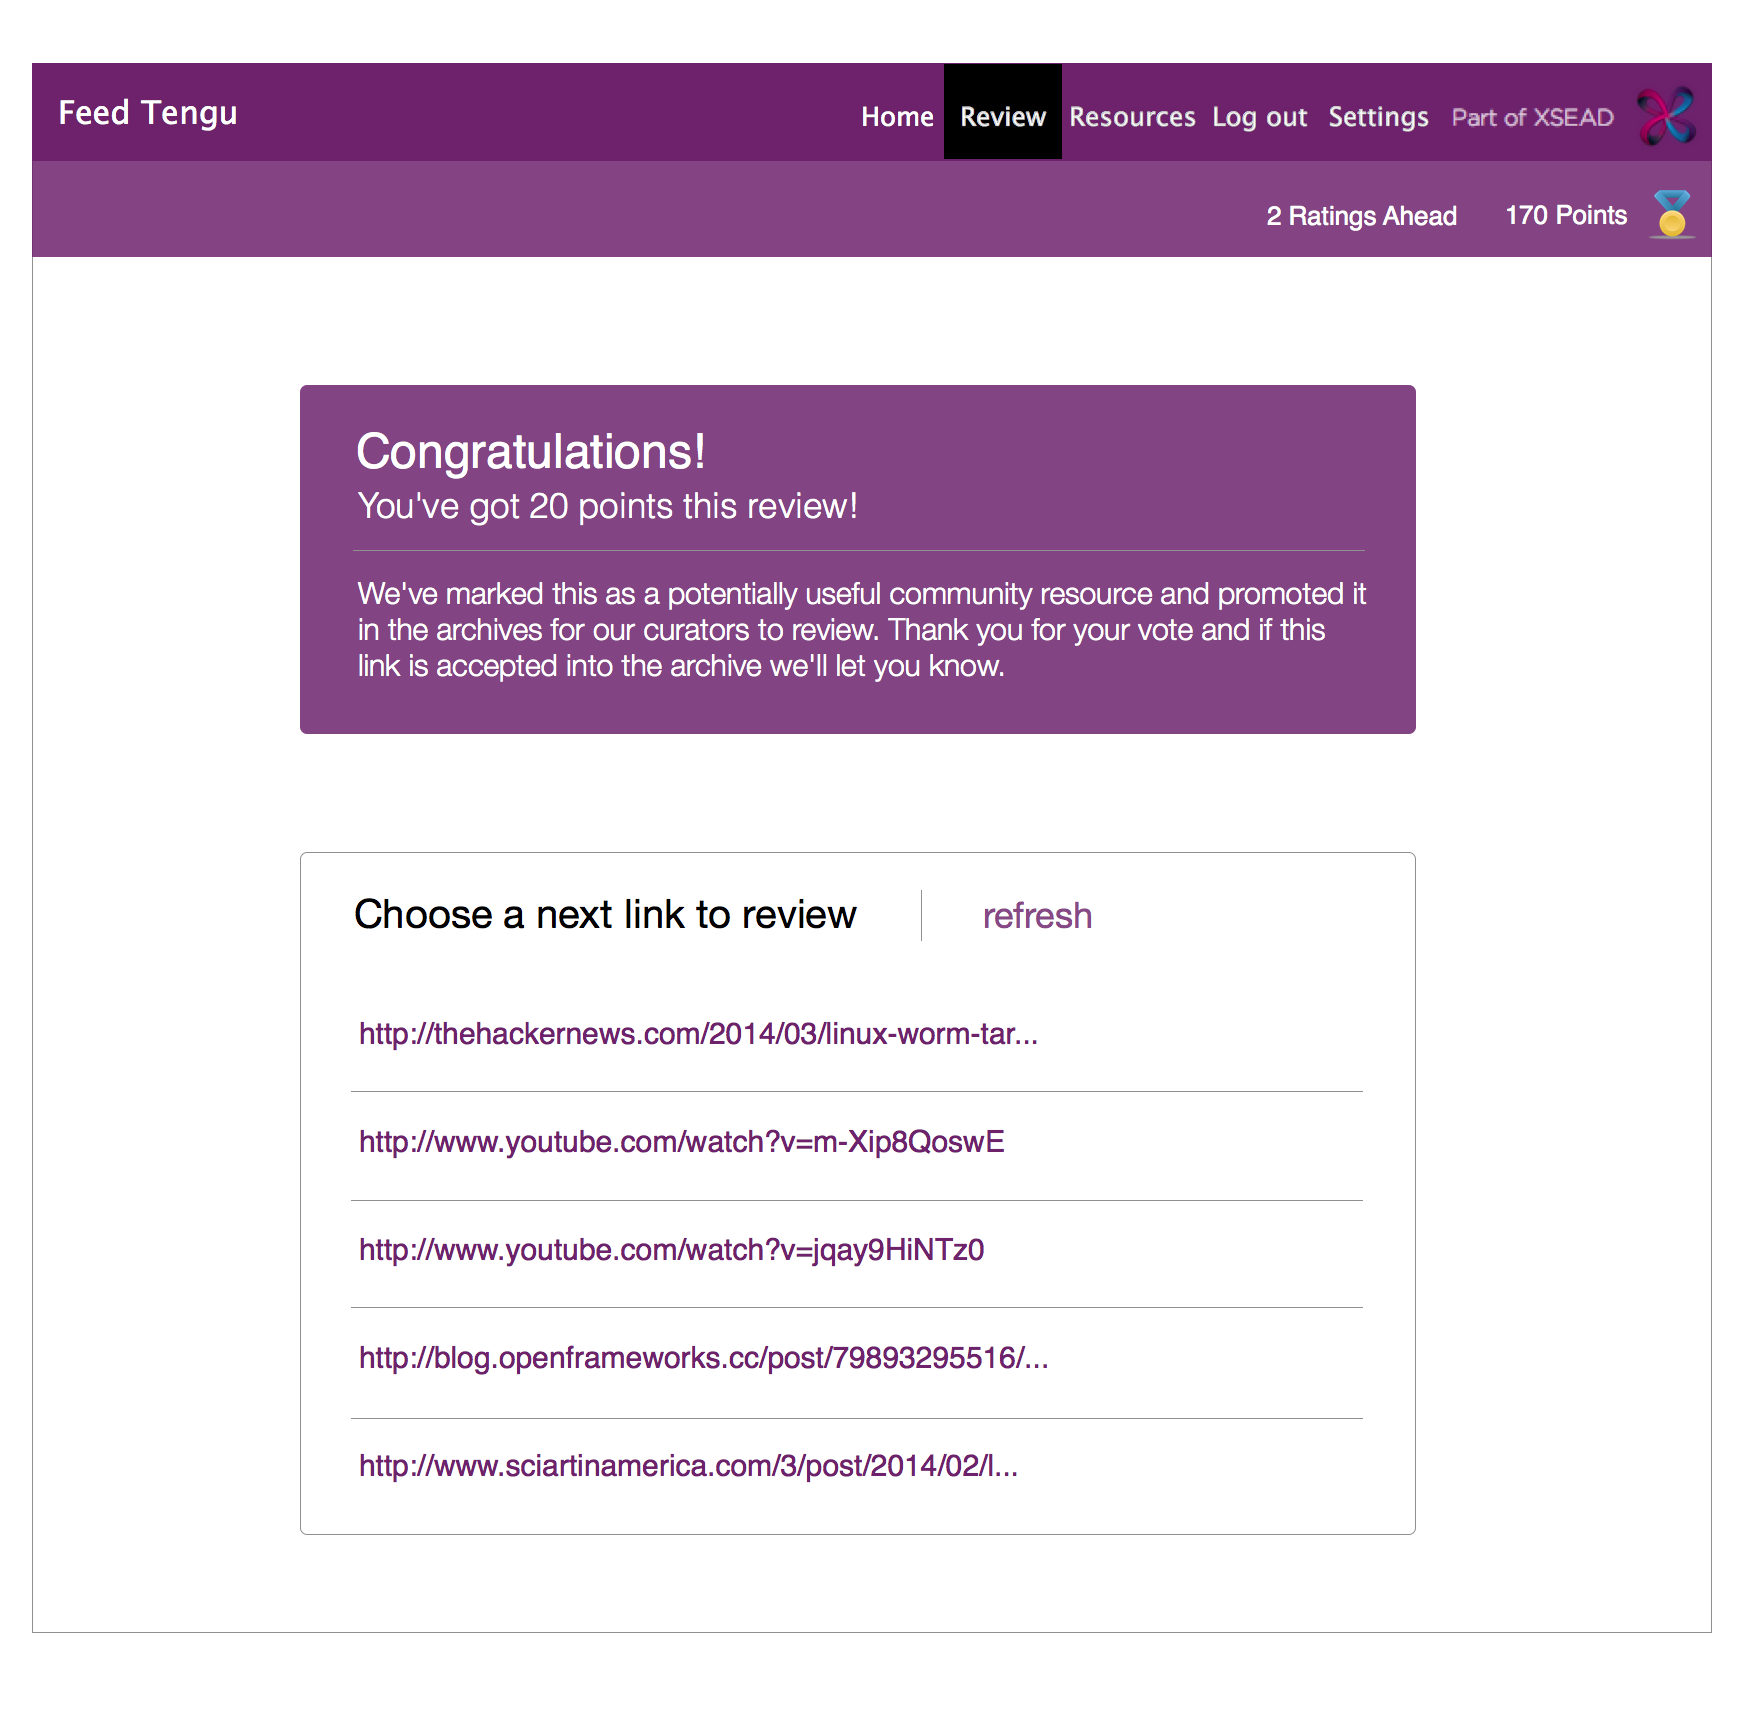 Feed Tengu
Home Review Resources Log out Settings Part of XSEAD
2 Ratings Ahead 170 Points
Congratulations!
You've got 20 points this review!
We've marked this as a potentially useful community resource and promoted it
in the archives for our curators to review. Thank you for your vote and if this
link is accepted into the archive we'll let you know.
Choose a next link to review refresh
http://thehackernews.com/2014/03/linux-worm-tar...
http://www.youtube.com/watch?v=m-Xip8QoswE
http://www.youtube.com/watch?v=jqay9HiNTz0
http://blog.openframeworks.cc/post/79893295516/...
http://www.sciartinamerica.com/3/post/2014/02/l...